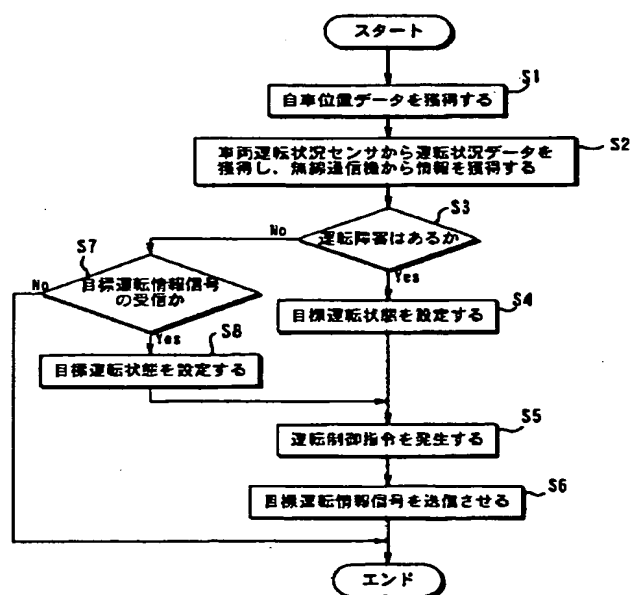 スタート
S1
自車位置データを獲得する
S2
車両運転状況センサから運転状況データを
獲得し、無線通信機から情報を獲得する
S3
運転障害はあるか
No
Yes
S7
目標運転情報信号
の受信か
No
Yes
S4
目標運転状態を設定する
S8
目標運転状態を設定する
S5
運転制御指令を発生する
S6
目標運転情報信号を送信させる
エンド